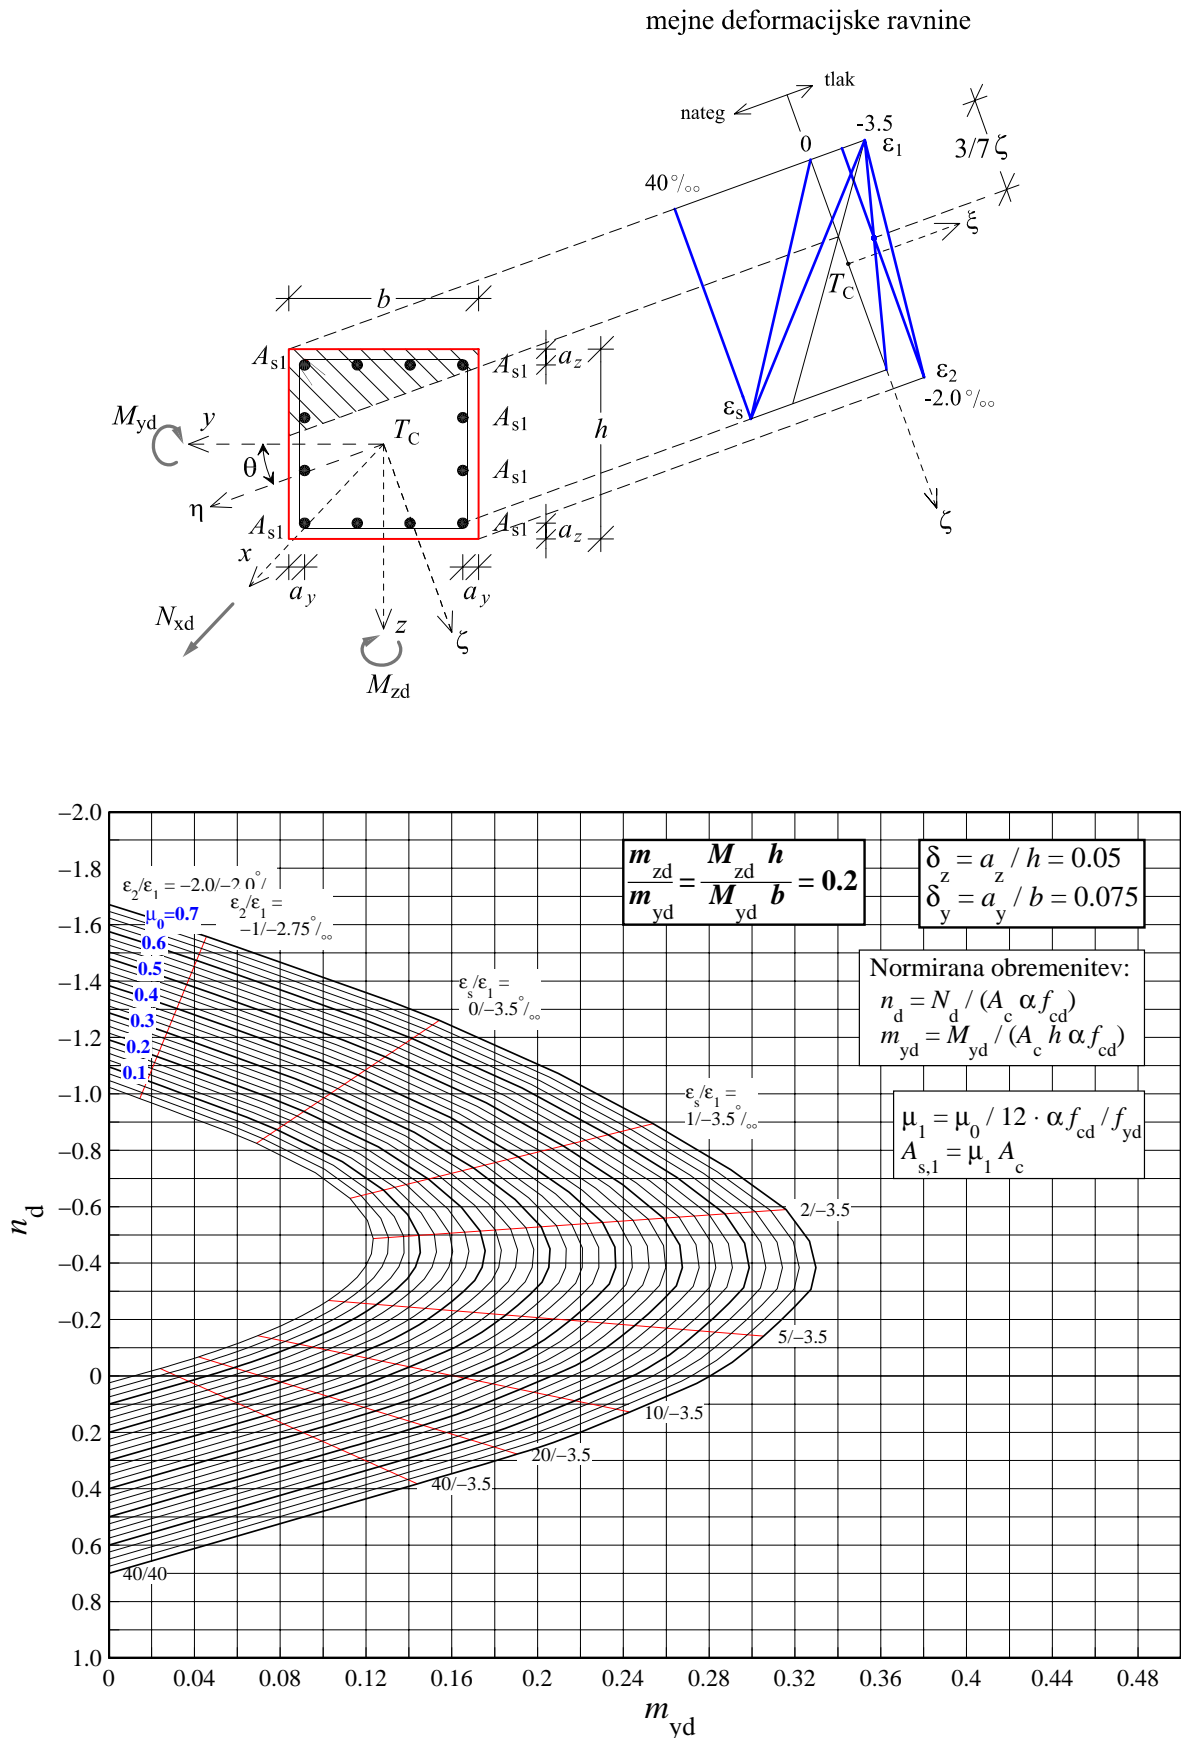 mejne deformacijske ravnine
tlak
nateg
0
-3.5
ε1
3/7 ζ
40 °/oo
ξ
TC
b
As1
As1
az
εs
ε2
-2.0 °/oo
Myd
y
TC
As1
h
θ
As1
η
As1
As1
az
ζ
x
ay
ay
Nxd
z
ζ
Mzd
−2.0
−1.8
−1.6
−1.4
−1.2
−1.0
−0.8
−0.6
−0.4
−0.2
0
0.2
0.4
0.6
0.8
1.0
nd
ε2/ε1 = −2.0/−2.0°/
μ0=0.7
0.6
0.5
0.4
0.3
0.2
0.1
ε2/ε1 =
−1/−2.75°/oo
εs/ε1 =
0/−3.5°/oo
εs/ε1 =
1/−3.5°/oo
2/−3.5
5/−3.5
10/−3.5
20/−3.5
40/−3.5
40/40
mzd / myd = Mzd h / Myd b = 0.2
δz = az / h = 0.05
δy = ay / b = 0.075
Normirana obremenitev:
nd = Nd / (Ac α fcd)
myd = Myd / (Ac h α fcd)
μ1 = μ0 / 12 · α fcd / fyd
As,1 = μ1 Ac
0 0.04 0.08 0.12 0.16 0.2 0.24 0.28 0.32 0.36 0.4 0.44 0.48
myd